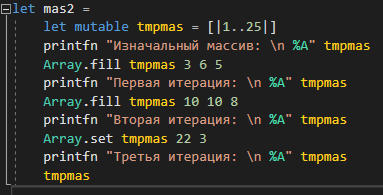 let mas2 =
let mutable tmpmas = [|1..25|]
printfn "Изначальный массив: \n %A" tmpmas
Array.fill tmpmas 3 6 5
printfn "Первая итерация: \n %A" tmpmas
Array.fill tmpmas 10 10 8
printfn "Вторая итерация: \n %A" tmpmas
Array.set tmpmas 22 3
printfn "Третья итерация: \n %A" tmpmas
tmpmas